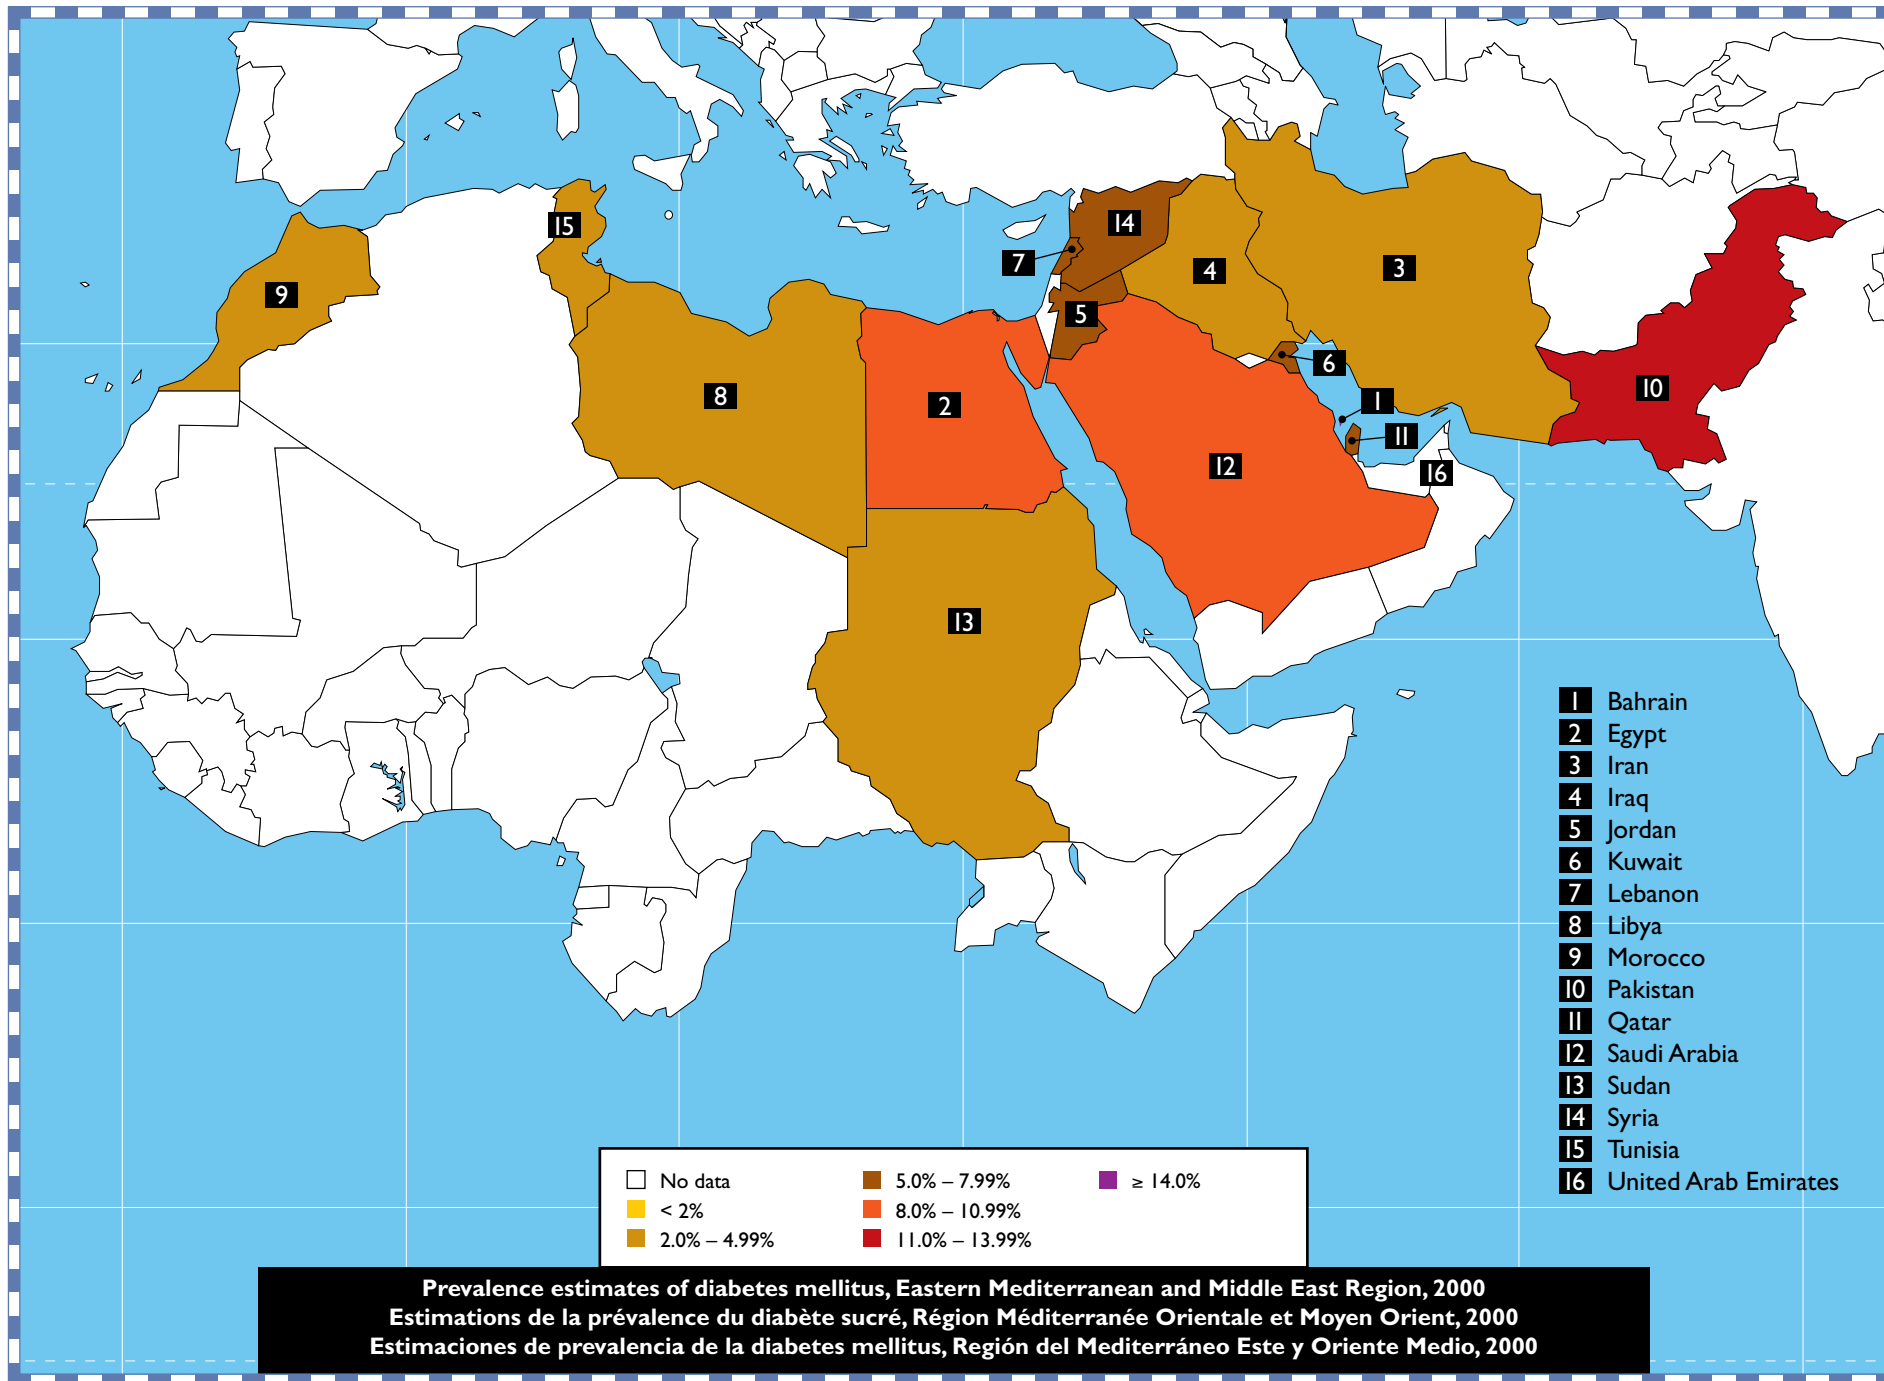 15
14
7
4
3
9
5
6
10
8
2
1
11
12
16
13
1 Bahrain
2 Egypt
3 Iran
4 Iraq
5 Jordan
6 Kuwait
7 Lebanon
8 Libya
9 Morocco
10 Pakistan
11 Qatar
12 Saudi Arabia
13 Sudan
14 Syria
15 Tunisia
16 United Arab Emirates
No data
< 2%
2.0% – 4.99%
5.0% – 7.99%
8.0% – 10.99%
11.0% – 13.99%
≥ 14.0%
Prevalence estimates of diabetes mellitus, Eastern Mediterranean and Middle East Region, 2000
Estimations de la prévalence du diabète sucré, Région Méditerranée Orientale et Moyen Orient, 2000
Estimaciones de prevalencia de la diabetes mellitus, Región del Mediterráneo Este y Oriente Medio, 2000